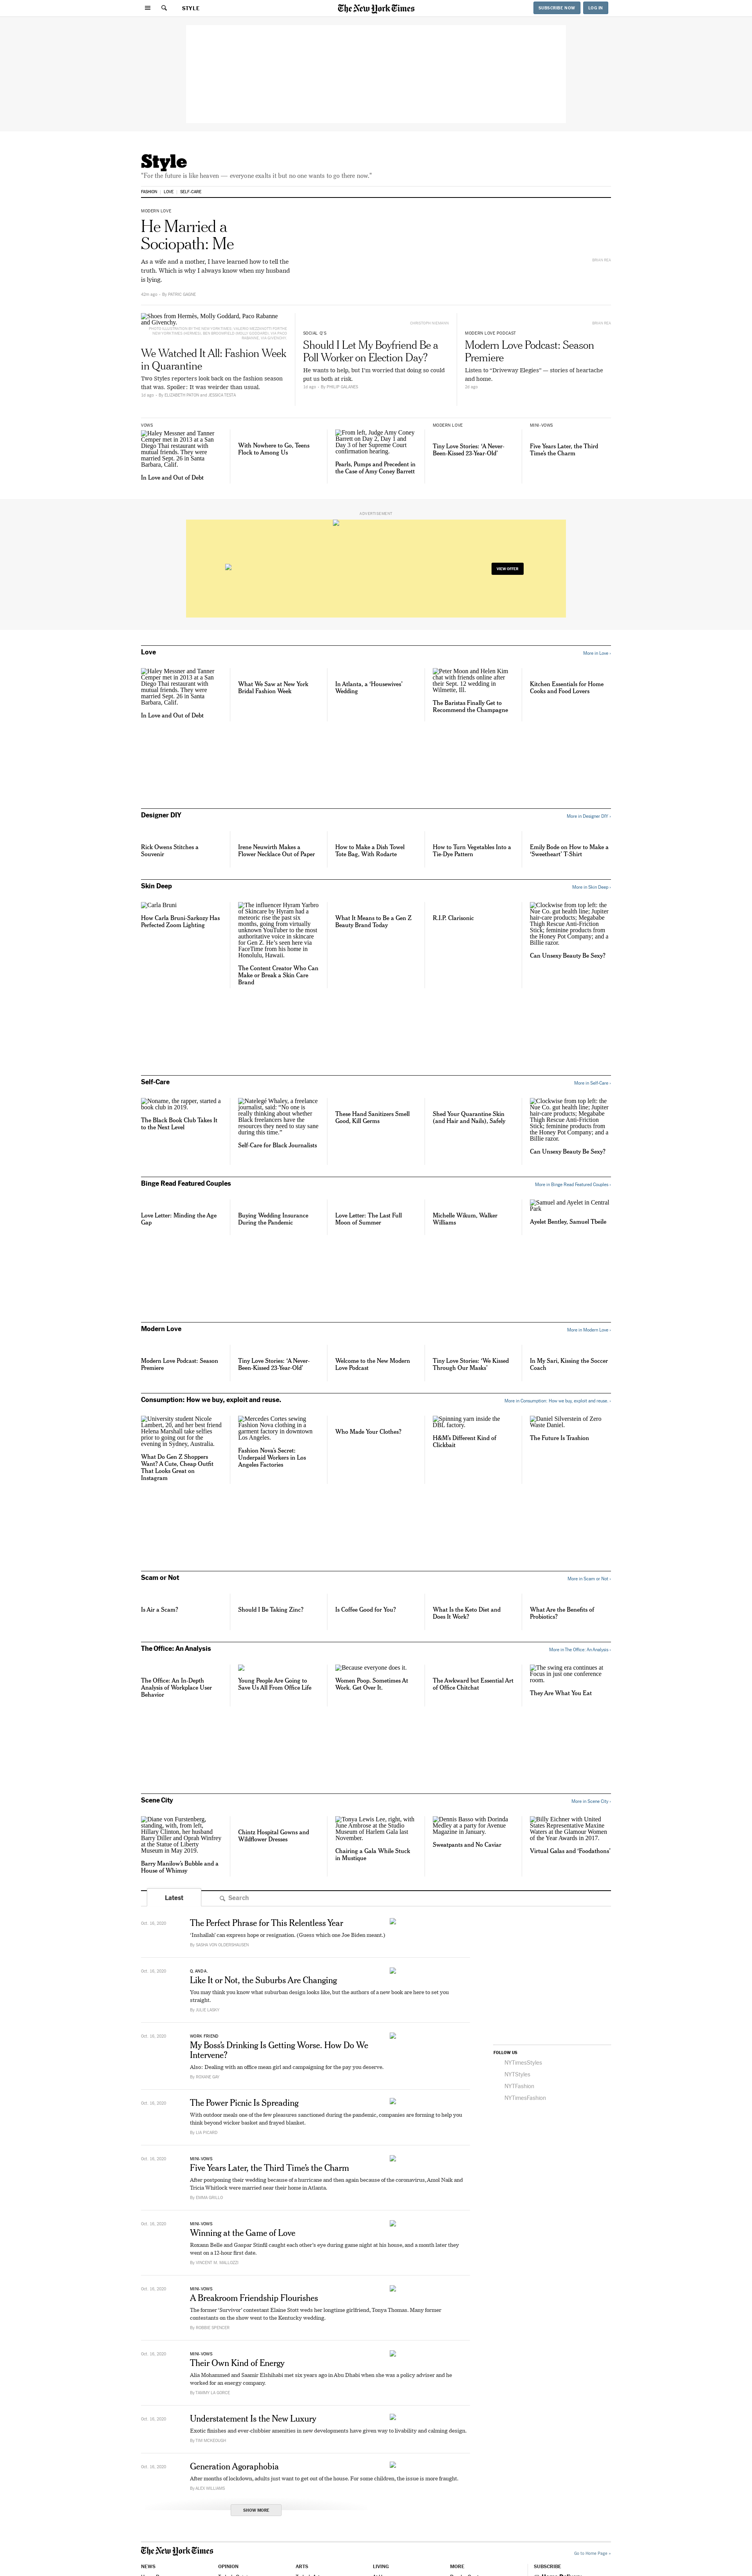 STYLE
The New York Times
SUBSCRIBE NOW
LOG IN
Style
"For the future is like heaven — everyone exalts it but no one wants to go there now."
FASHION
LOVE
SELF-CARE
MODERN LOVE
He Married a
Sociopath: Me
As a wife and a mother, I have learned how to tell the
truth. Which is why I always know when my husband
is lying.
By PATRIC GAGNE
BRIAN REA
Shoes from Hermès, Molly Goddard, Paco Rabanne
and Givenchy.
We Watched It All: Fashion Week
in Quarantine
Two Styles reporters look back on the fashion season
that was. Spoiler: It was weirder than usual.
1d ago · By ELIZABETH PATON and JESSICA TESTA
SOCIAL Q'S
Should I Let My Boyfriend Be a
Poll Worker on Election Day?
He wants to help, but I'm worried that doing so could
put us both at risk.
1d ago · By PHILIP GALANES
BRIAN REA
MODERN LOVE PODCAST
Modern Love Podcast: Season
Premiere
Listen to "Driveway Elegies" — stories of heartache
and home.
2d ago
VOWS
Haley Messner and Tanner
Cemper met in 2013 at a San
Diego Thai restaurant with
mutual friends. They were
married Sept. 26 in Santa
Barbara, Calif.
In Love and Out of Debt
With Nowhere to Go, Teens
Flock to Among Us
From left, Judge Amy Coney
Barrett on Day 2, Day 1 and
Day 3 of her Supreme Court
confirmation hearing.
Pearls, Pumps and Precedent in
the Case of Amy Coney Barrett
MODERN LOVE
Tiny Love Stories: 'A Never-
Been-Kissed 23-Year-Old'
MINI-VOWS
Five Years Later, the Third
Time's the Charm
ADVERTISEMENT
VIEW OFFER
Love
More in Love ›
Haley Messner and Tanner
Cemper met in 2013 at a San
Diego Thai restaurant with
mutual friends. They were
married Sept. 26 in Santa
Barbara, Calif.
In Love and Out of Debt
What We Saw at New York
Bridal Fashion Week
In Atlanta, a 'Housewives'
Wedding
Peter Moon and Helen Kim
chat with friends online after
their Sept. 12 wedding in
Wilmette, Ill.
The Baristas Finally Get to
Recommend the Champagne
Kitchen Essentials for Home
Cooks and Food Lovers
Designer DIY
More in Designer DIY ›
Rick Owens Stitches a
Souvenir
Irene Neuwirth Makes a
Flower Necklace Out of Paper
How to Make a Dish Towel
Tote Bag, With Rodarte
How to Turn Vegetables Into a
Tie-Dye Pattern
Emily Bode on How to Make a
'Sweetheart' T-Shirt
Skin Deep
More in Skin Deep ›
Carla Bruni
How Carla Bruni-Sarkozy Has
Perfected Zoom Lighting
The influencer Hyram Yarbro
of Skincare by Hyram had a
meteoric rise the past six
months, going from virtually
unknown YouTuber to the most
authoritative voice in skincare
for Gen Z. He's seen here via
FaceTime from his home in
Honolulu, Hawaii.
The Content Creator Who Can
Make or Break a Skin Care
Brand
What It Means to Be a Gen Z
Beauty Brand Today
R.I.P. Clarisonic
Clockwise from top left: the
Nue Co. gut health line; Jupiter
hair-care products; Megababe
Thigh Rescue Anti-Friction
Stick; feminine products from
the Honey Pot Company; and a
Billie razor.
Can Unsexy Beauty Be Sexy?
Self-Care
More in Self-Care ›
Noname, the rapper, started a
book club in 2019.
The Black Book Club Takes It
to the Next Level
Natelegé Whaley, a freelance
journalist, said: "No one is
really thinking about whether
Black freelancers have the
resources they need to stay sane
during this time."
Self-Care for Black Journalists
These Hand Sanitizers Smell
Good, Kill Germs
Shed Your Quarantine Skin
(and Hair and Nails), Safely
Clockwise from top left: the
Nue Co. gut health line; Jupiter
hair-care products; Megababe
Thigh Rescue Anti-Friction
Stick; feminine products from
the Honey Pot Company; and a
Billie razor.
Can Unsexy Beauty Be Sexy?
Binge Read Featured Couples
More in Binge Read Featured Couples ›
Love Letter: Minding the Age
Gap
Buying Wedding Insurance
During the Pandemic
Love Letter: The Last Full
Moon of Summer
Michelle Wikum, Walker
Williams
Samuel and Ayelet in Central
Park
Ayelet Bentley, Samuel Tbeile
Modern Love
More in Modern Love ›
Modern Love Podcast: Season
Premiere
Tiny Love Stories: 'A Never-
Been-Kissed 23-Year-Old'
Welcome to the New Modern
Love Podcast
Tiny Love Stories: 'We Kissed
Through Our Masks'
In My Sari, Kissing the Soccer
Coach
Consumption: How we buy, exploit and reuse.
More in Consumption: How we buy, exploit and reuse. ›
University student Nicole
Lambert, 20, and her best friend
Helena Marshall take selfies
prior to going out for the
evening in Sydney, Australia.
What Do Gen Z Shoppers
Want? A Cute, Cheap Outfit
That Looks Great on
Instagram
Mercedes Cortes sewing
Fashion Nova clothing in a
garment factory in downtown
Los Angeles.
Fashion Nova's Secret:
Underpaid Workers in Los
Angeles Factories
Who Made Your Clothes?
Spinning yarn inside the
DBL factory.
H&M's Different Kind of
Clickbait
Daniel Silverstein of Zero
Waste Daniel.
The Future Is Trashion
Scam or Not
More in Scam or Not ›
Is Air a Scam?
Should I Be Taking Zinc?
Is Coffee Good for You?
What Is the Keto Diet and
Does It Work?
What Are the Benefits of
Probiotics?
The Office: An Analysis
More in The Office: An Analysis ›
The Office: An In-Depth
Analysis of Workplace User
Behavior
Young People Are Going to
Save Us All From Office Life
Because everyone does it.
Women Poop. Sometimes At
Work. Get Over It.
The Awkward but Essential Art
of Office Chitchat
The swing era continues at
Focus in just one conference
room.
They Are What You Eat
Scene City
More in Scene City ›
Diane von Furstenberg,
standing, with, from left,
Hillary Clinton, her husband
Barry Diller and Oprah Winfrey
at the Statue of Liberty
Museum in May 2019.
Barry Manilow's Bubble and a
House of Whimsy
Chintz Hospital Gowns and
Wildflower Dresses
Tonya Lewis Lee, right, with
June Ambrose at the Studio
Museum of Harlem Gala last
November.
Chairing a Gala While Stuck
in Mustique
Dennis Basso with Dorinda
Medley at a party for Avenue
Magazine in January.
Sweatpants and No Caviar
Billy Eichner with United
States Representative Maxine
Waters at the Glamour Women
of the Year Awards in 2017.
Virtual Galas and 'Foodathons'
Latest
Search
The Perfect Phrase for This Relentless Year
'Inshallah' can express hope or resignation. (Guess which one Joe Biden meant.)
Q. AND A.
Like It or Not, the Suburbs Are Changing
You may think you know what suburban design looks like, but the authors of a new book are here to set you
straight.
By JULIE LASKY
WORK FRIEND
My Boss's Drinking Is Getting Worse. How Do We
Intervene?
Also: Dealing with an office mean girl and campaigning for the pay you deserve.
By ROXANE GAY
The Power Picnic Is Spreading
With outdoor meals one of the few pleasures sanctioned during the pandemic, companies are forming to help you think
beyond wicker basket and frayed blanket.
By LIA PICARD
MINI-VOWS
Five Years Later, the Third Time's the Charm
After postponing their wedding because of a hurricane and then again because of the coronavirus, Amol Naik and
Tricia Whitlock were married near their home in Atlanta.
By EMMA GRILLO
MINI-VOWS
Winning at the Game of Love
Roxann Belle and Gaspar Stinfil caught each other's eye during game night at his house, and a month later they
went on a 12-hour first date.
By VINCENT M. MALLOZZI
MINI-VOWS
A Breakroom Friendship Flourishes
The former 'Survivor' contestant Elaine Stott weds her longtime girlfriend, Tonya Thomas. Many former
contestants on the show went to the Kentucky wedding.
By ROBBIE SPENCER
MINI-VOWS
Their Own Kind of Energy
Alia Mohammed and Saamir Elshihabi met six years ago in Abu Dhabi when she was a policy adviser and he
worked for an energy company.
By TAMMY LA GORCE
Understatement Is the New Luxury
Exotic finishes and ever-clubbier amenities in new developments have given way to livability and calming design.
By TIM MCKEOUGH
Generation Agoraphobia
After months of lockdown, adults just want to get out of the house. For some children, the issue is more fraught.
By ALEX WILLIAMS
SHOW MORE
FOLLOW US
NYTimesStyles
NYTStyles
NYTFashion
NYTimesFashion
The New York Times
Go to Home Page »
NEWS
OPINION
ARTS
LIVING
MORE
SUBSCRIBE